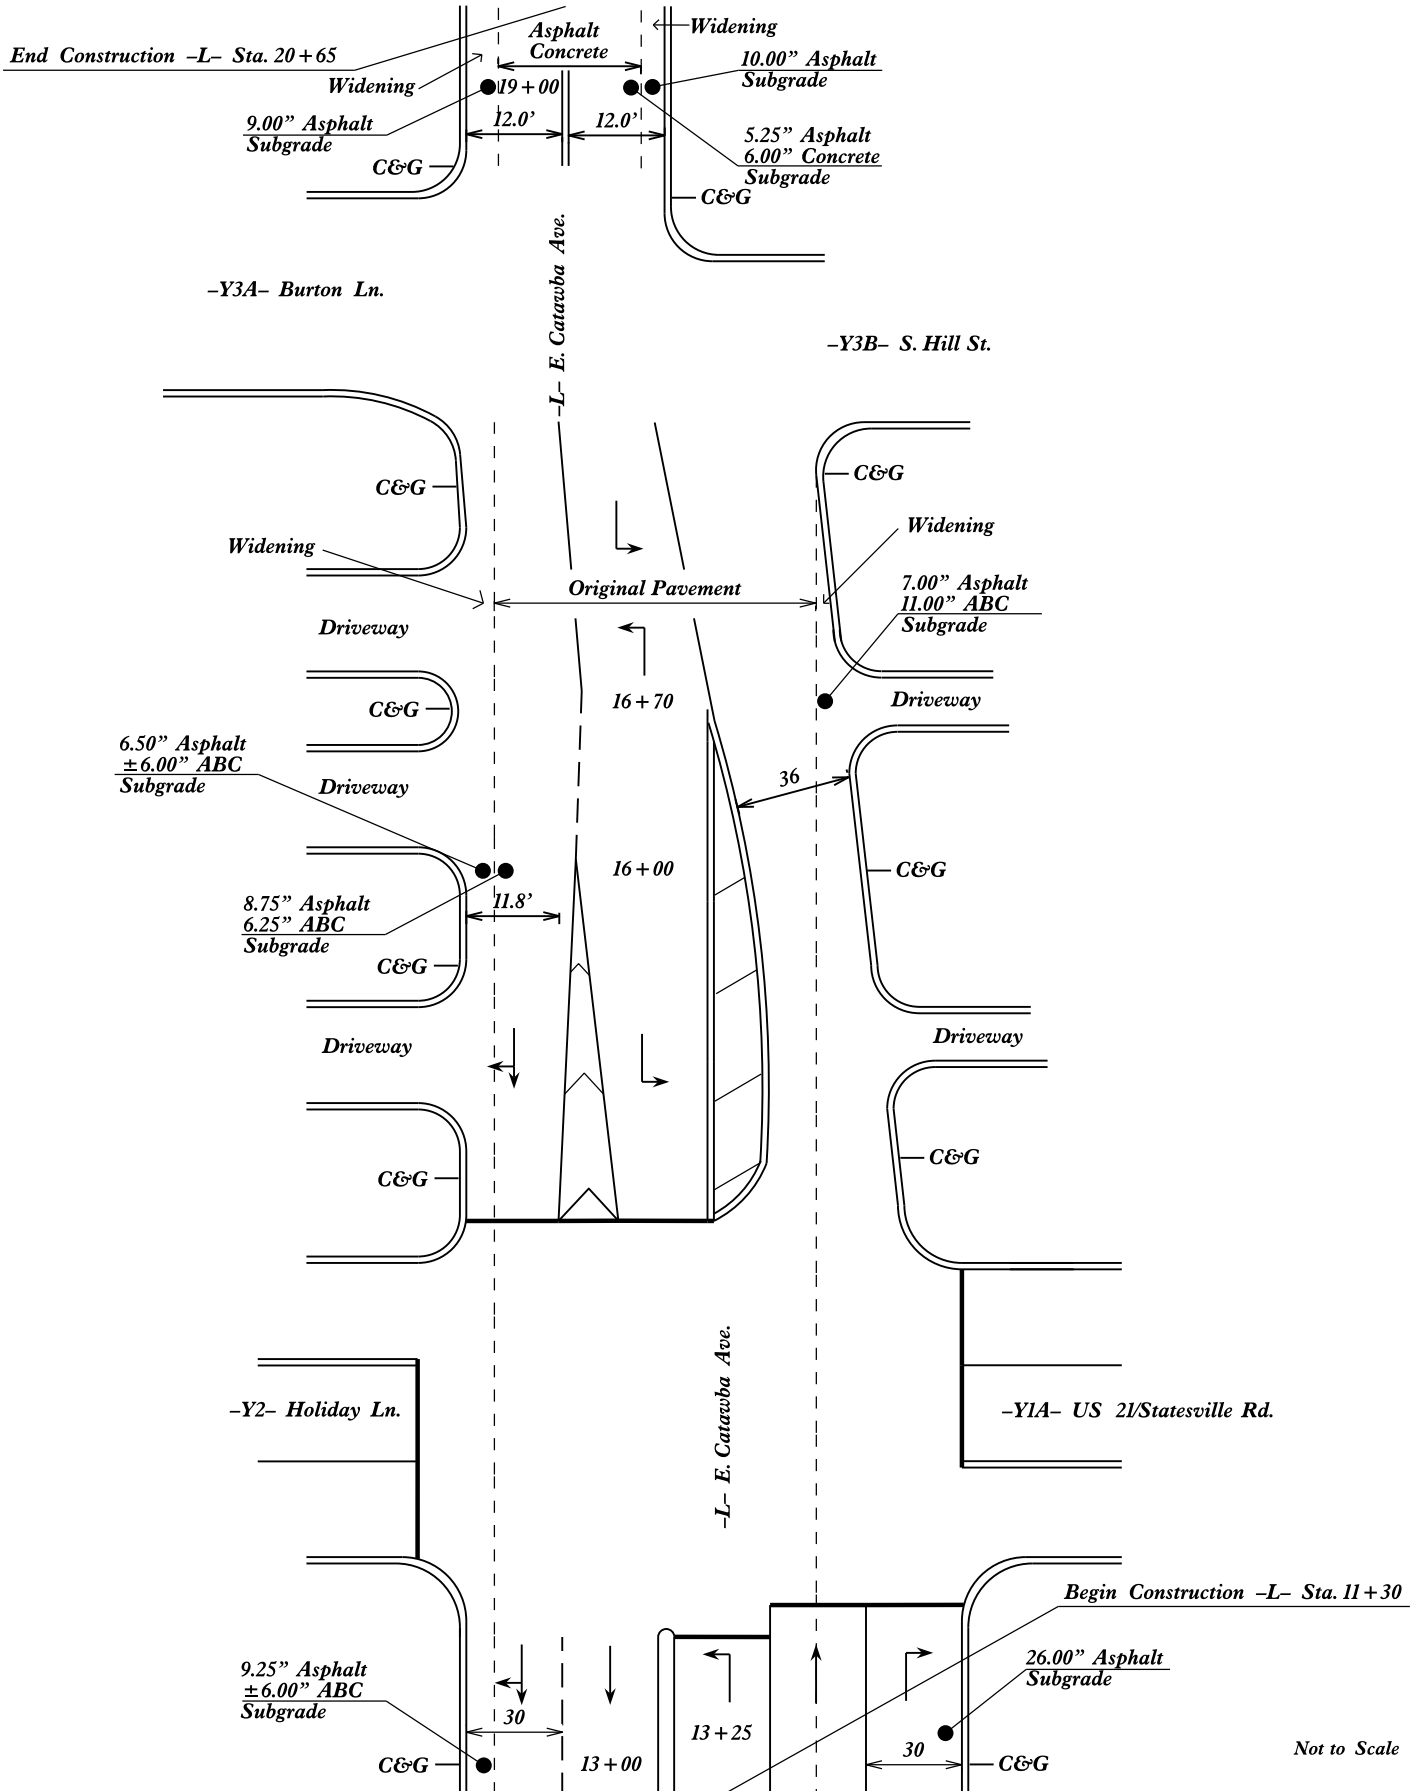 Widening
Asphalt
Concrete
End Construction –L– Sta. 20+65
10.00” Asphalt
Subgrade
Widening
19+00
9.00” Asphalt
Subgrade
12.0’
12.0’
5.25” Asphalt
6.00” Concrete
Subgrade
C&G
C&G
–L– E. Catawba Ave.
–Y3A– Burton Ln.
–Y3B– S. Hill St.
C&G
C&G
Widening
Widening
Original Pavement
7.00” Asphalt
11.00” ABC
Subgrade
Driveway
16+70
Driveway
C&G
6.50” Asphalt
±6.00” ABC
Subgrade
Driveway
36
16+00
C&G
8.75” Asphalt
6.25” ABC
Subgrade
11.8’
C&G
Driveway
Driveway
C&G
C&G
–L– E. Catawba Ave.
–Y2– Holiday Ln.
–Y1A– US 21/Statesville Rd.
Begin Construction –L– Sta. 11+30
26.00” Asphalt
Subgrade
9.25” Asphalt
±6.00” ABC
Subgrade
30
13+25
30
C&G
13+00
C&G
Not to Scale